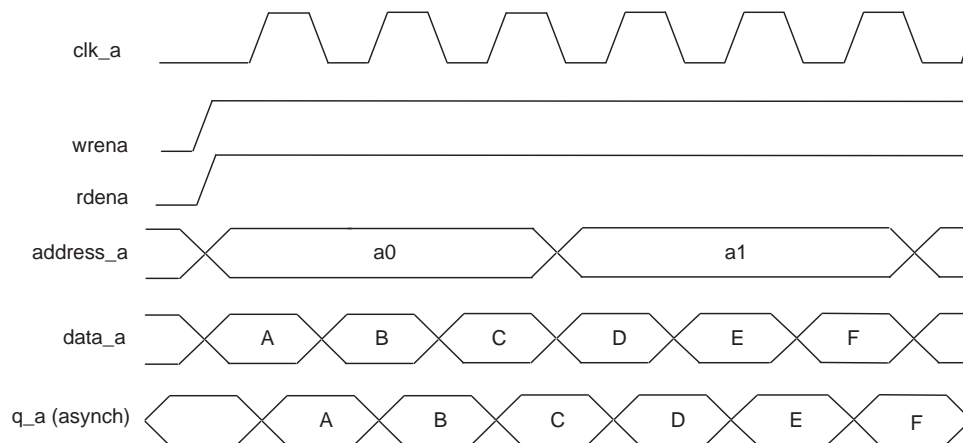 clk_a
wrena
rdena
address_a a0 a1
data_a A B C D E F
q_a (asynch) A B C D E F